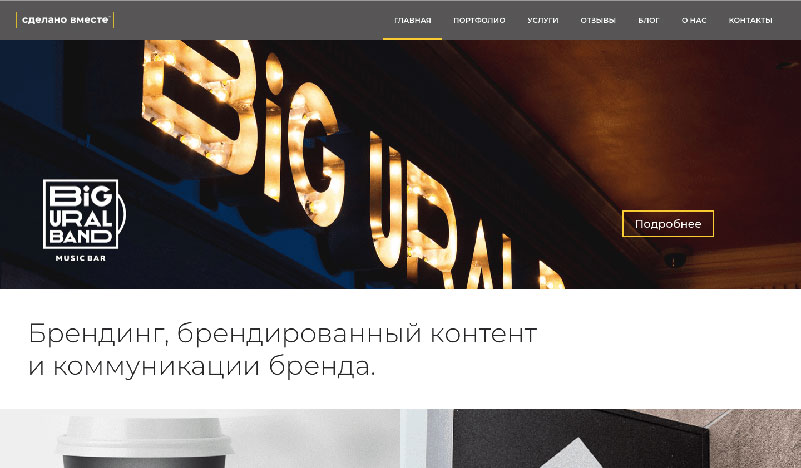 сделано вместе
ГЛАВНАЯ ПОРТФОЛИО УСЛУГИ ОТЗЫВЫ БЛОГ О НАС КОНТАКТЫ
BiG URAL
BiG
URAL
BAND
MUSIC BAR
Подробнее
Брендинг, брендированный контент
и коммуникации бренда.